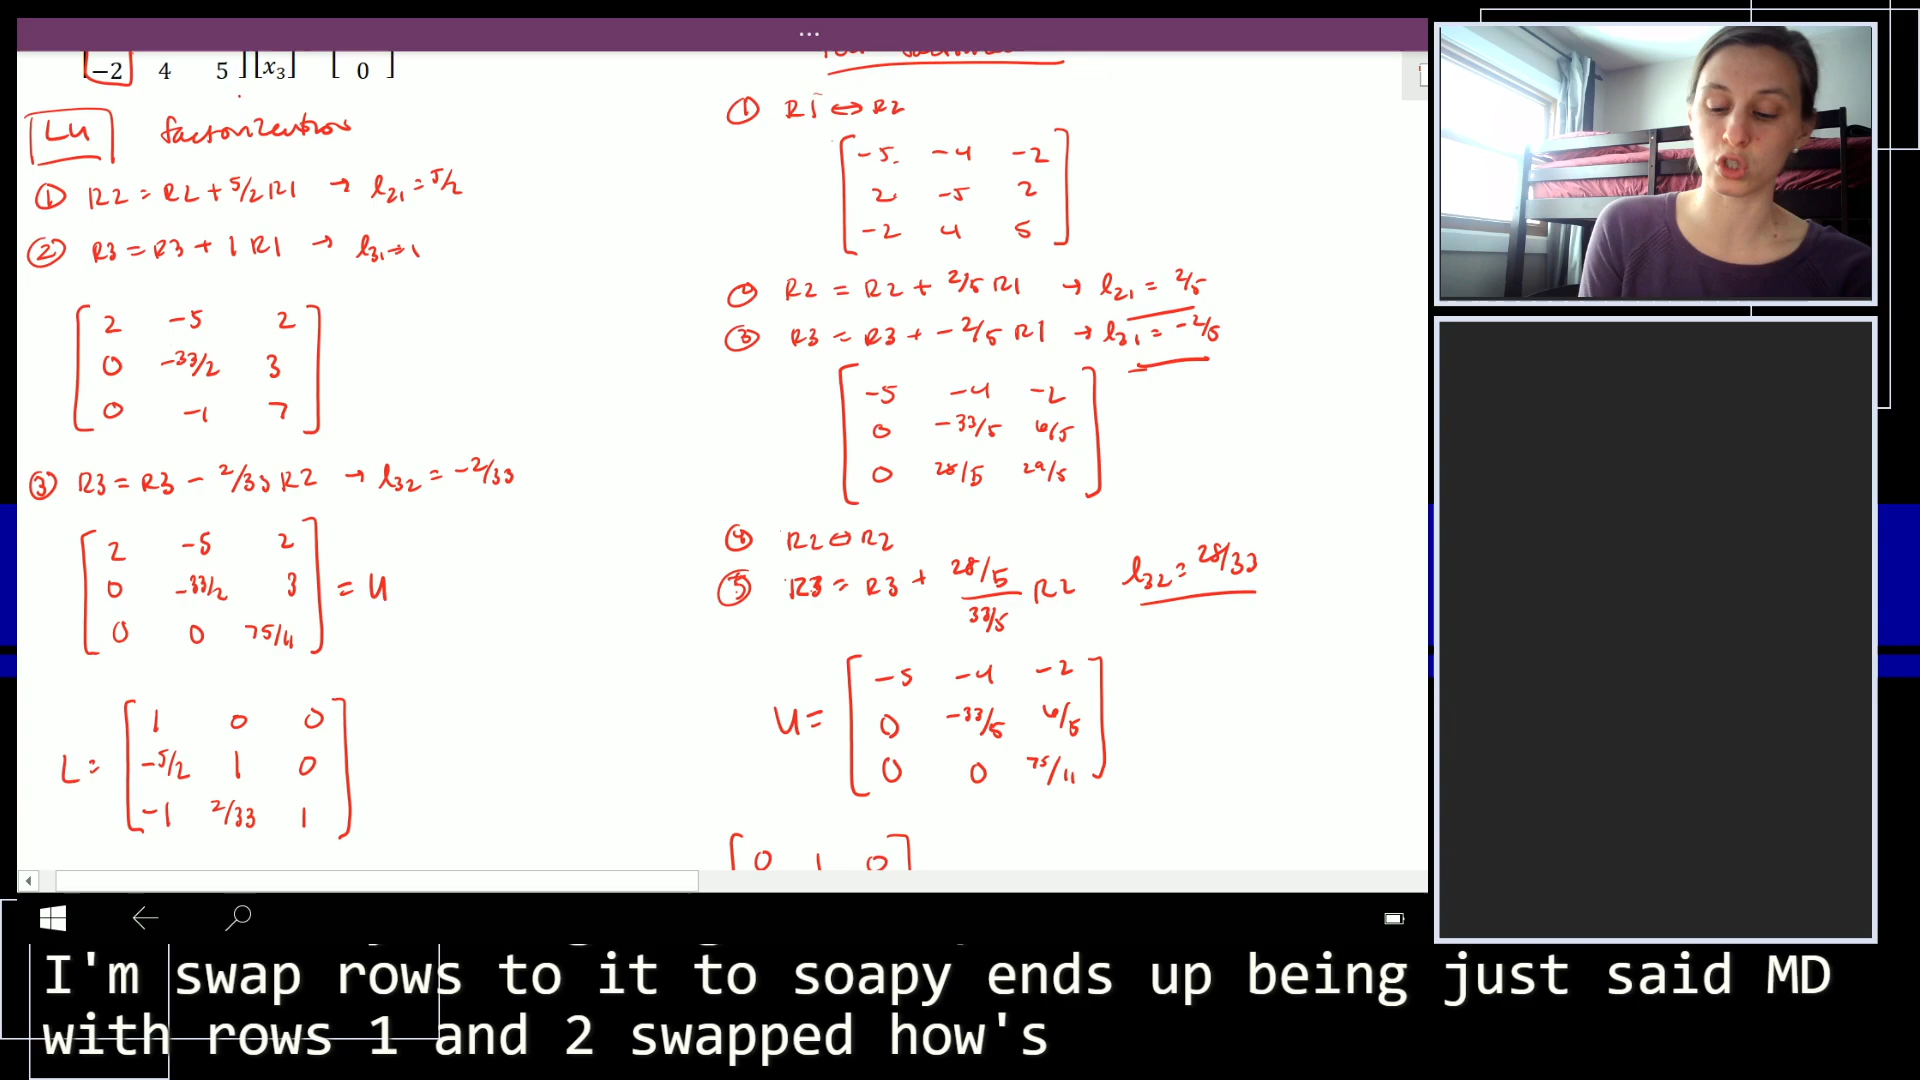 ...
-2 4 5 ] [x₃] [ 0 ]
LU factorization
① R2 = R2 + 5/2 R1 → l₂₁ = 5/2
② R3 = R3 + 1 R1 → l₃₁ → 1
2 -5 2
0 -33/2 3
0 -1 7
③ R3 = R3 - 2/33 R2 → l₃₂ = -2/33
2 -5 2
0 -33/2 3 = U
0 0 75/11
1 0 0
L = -5/2 1 0
-1 2/33 1
① R1 ↔ R2
-5 -4 -2
2 -5 2
-2 4 5
② R2 = R2 + 2/5 R1 → l₂₁ = 2/5
③ R3 = R3 + -2/5 R1 → l₃₁ = -2/5
-5 -4 -2
0 -33/5 6/5
0 28/5 29/5
④ R2 ↔ R2
⑤ R3 = R3 + 28/5 / 33/5 R2 l₃₂ = 28/33
-5 -4 -2
U = 0 -33/5 6/5
0 0 75/11
0 1 0
I'm swap rows to it to soapy ends up being just said MD
with rows 1 and 2 swapped how's